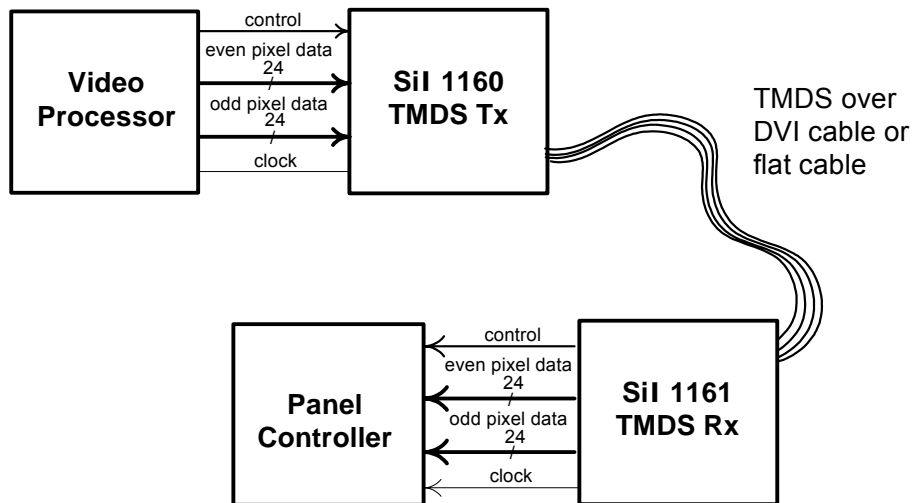 control
even pixel data
24
odd pixel data
24
clock
Video
Processor
SiI 1160
TMDS Tx
TMDS over
DVI cable or
flat cable
control
even pixel data
24
odd pixel data
24
clock
Panel
Controller
SiI 1161
TMDS Rx